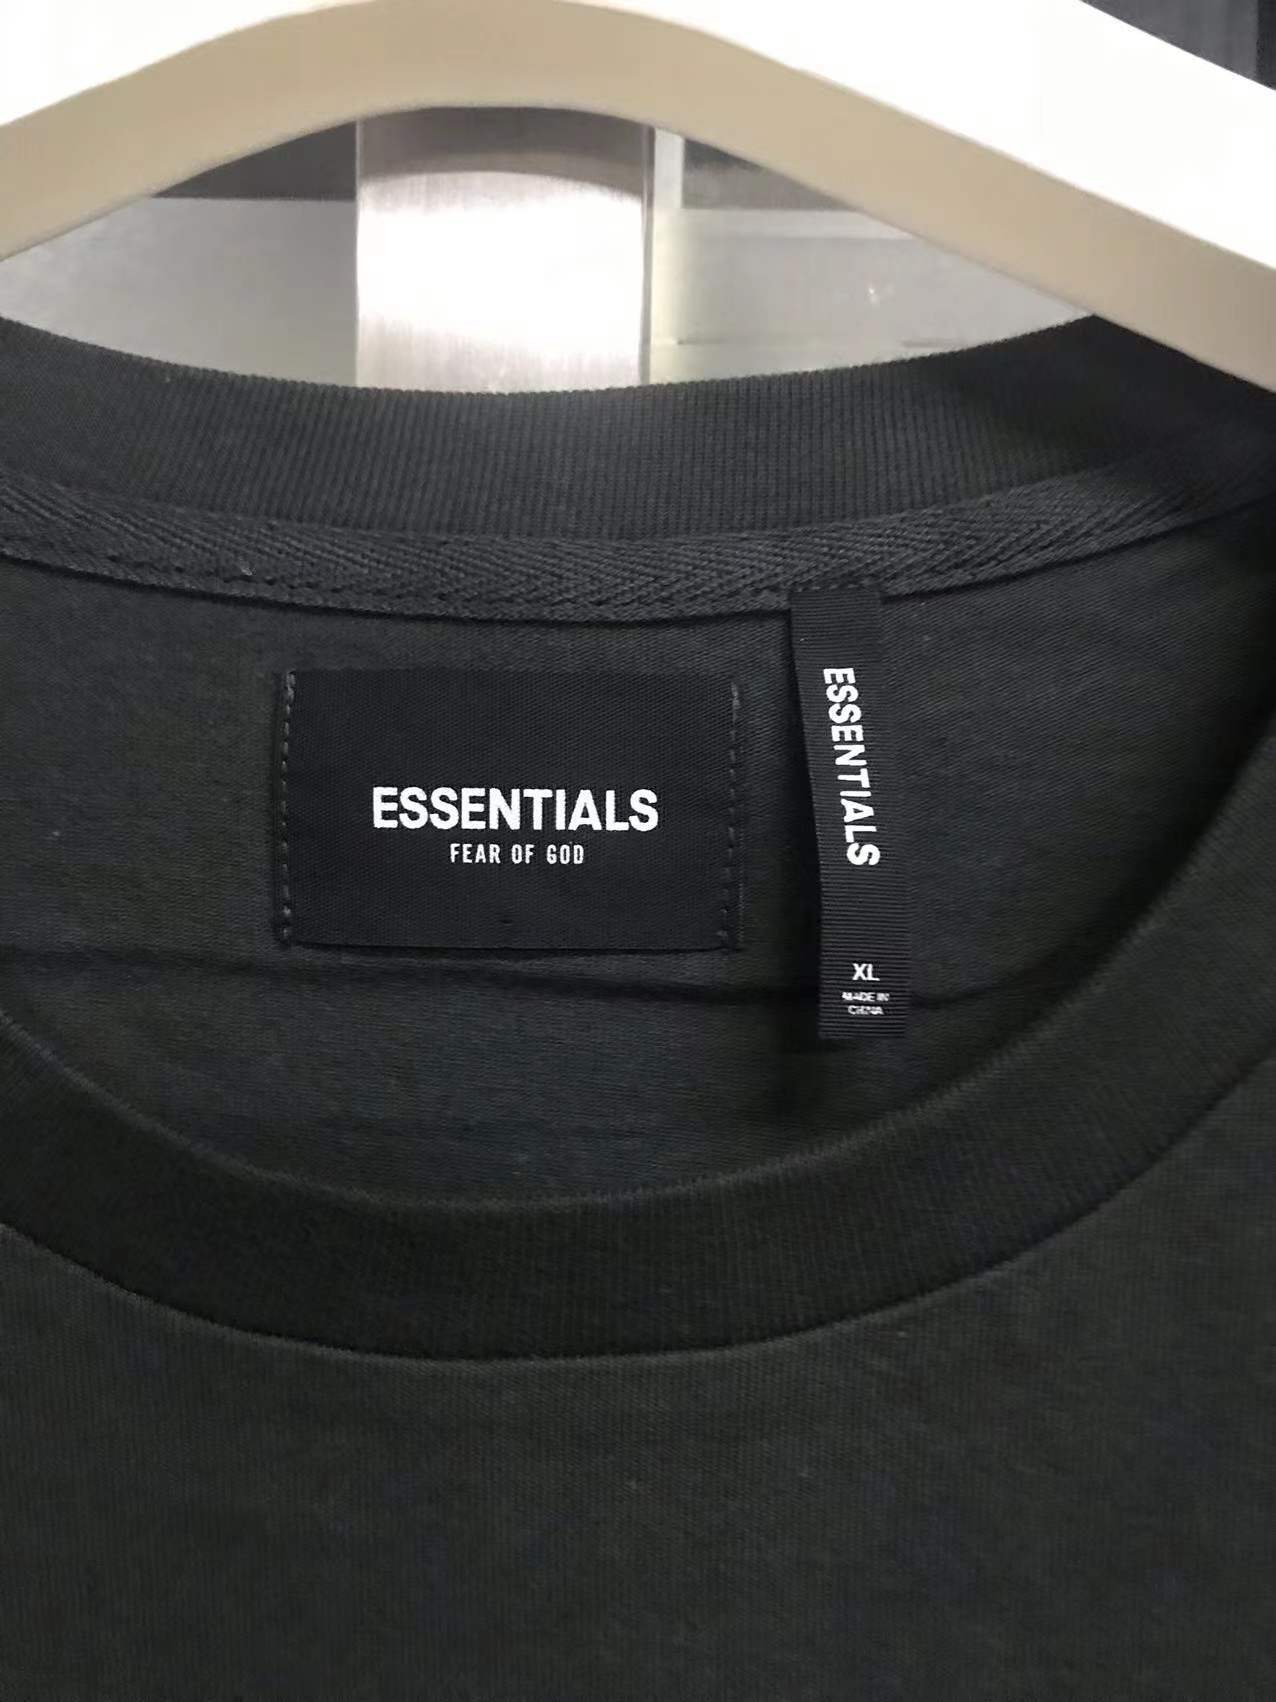 ESSENTIALS
FEAR OF GOD
ESSENTIALS
XL
MADE IN
CHINA